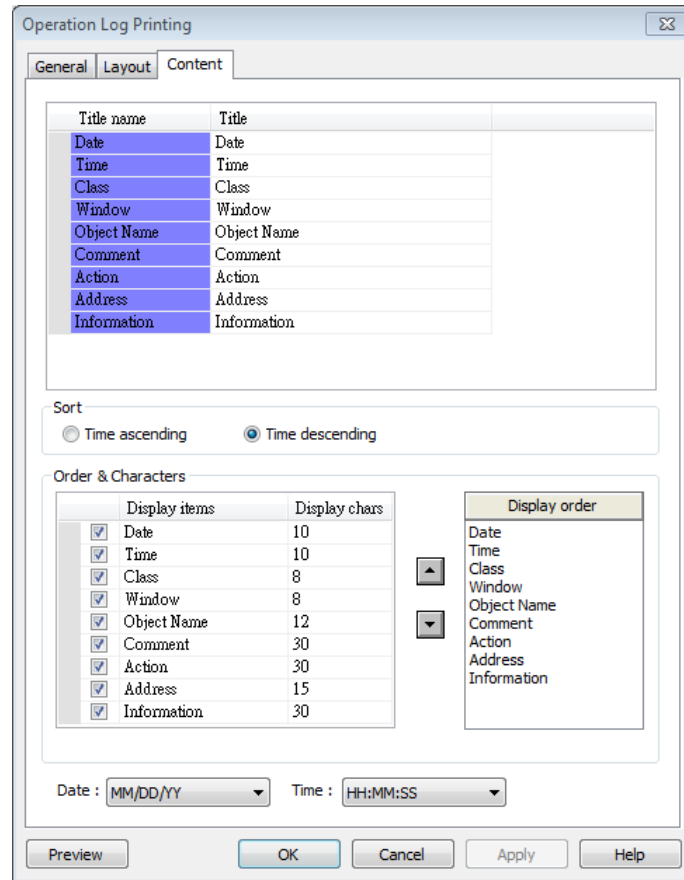 Operation Log Printing
General Layout Content
Title name Title
Date Date
Time Time
Class Class
Window Window
Object Name Object Name
Comment Comment
Action Action
Address Address
Information Information
Sort
Time ascending Time descending
Order & Characters
Display items Display chars
Date 10
Time 10
Class 8
Window 8
Object Name 12
Comment 30
Action 30
Address 15
Information 30
Display order
Date
Time
Class
Window
Object Name
Comment
Action
Address
Information
Date : MM/DD/YY Time : HH:MM:SS
Preview OK Cancel Apply Help